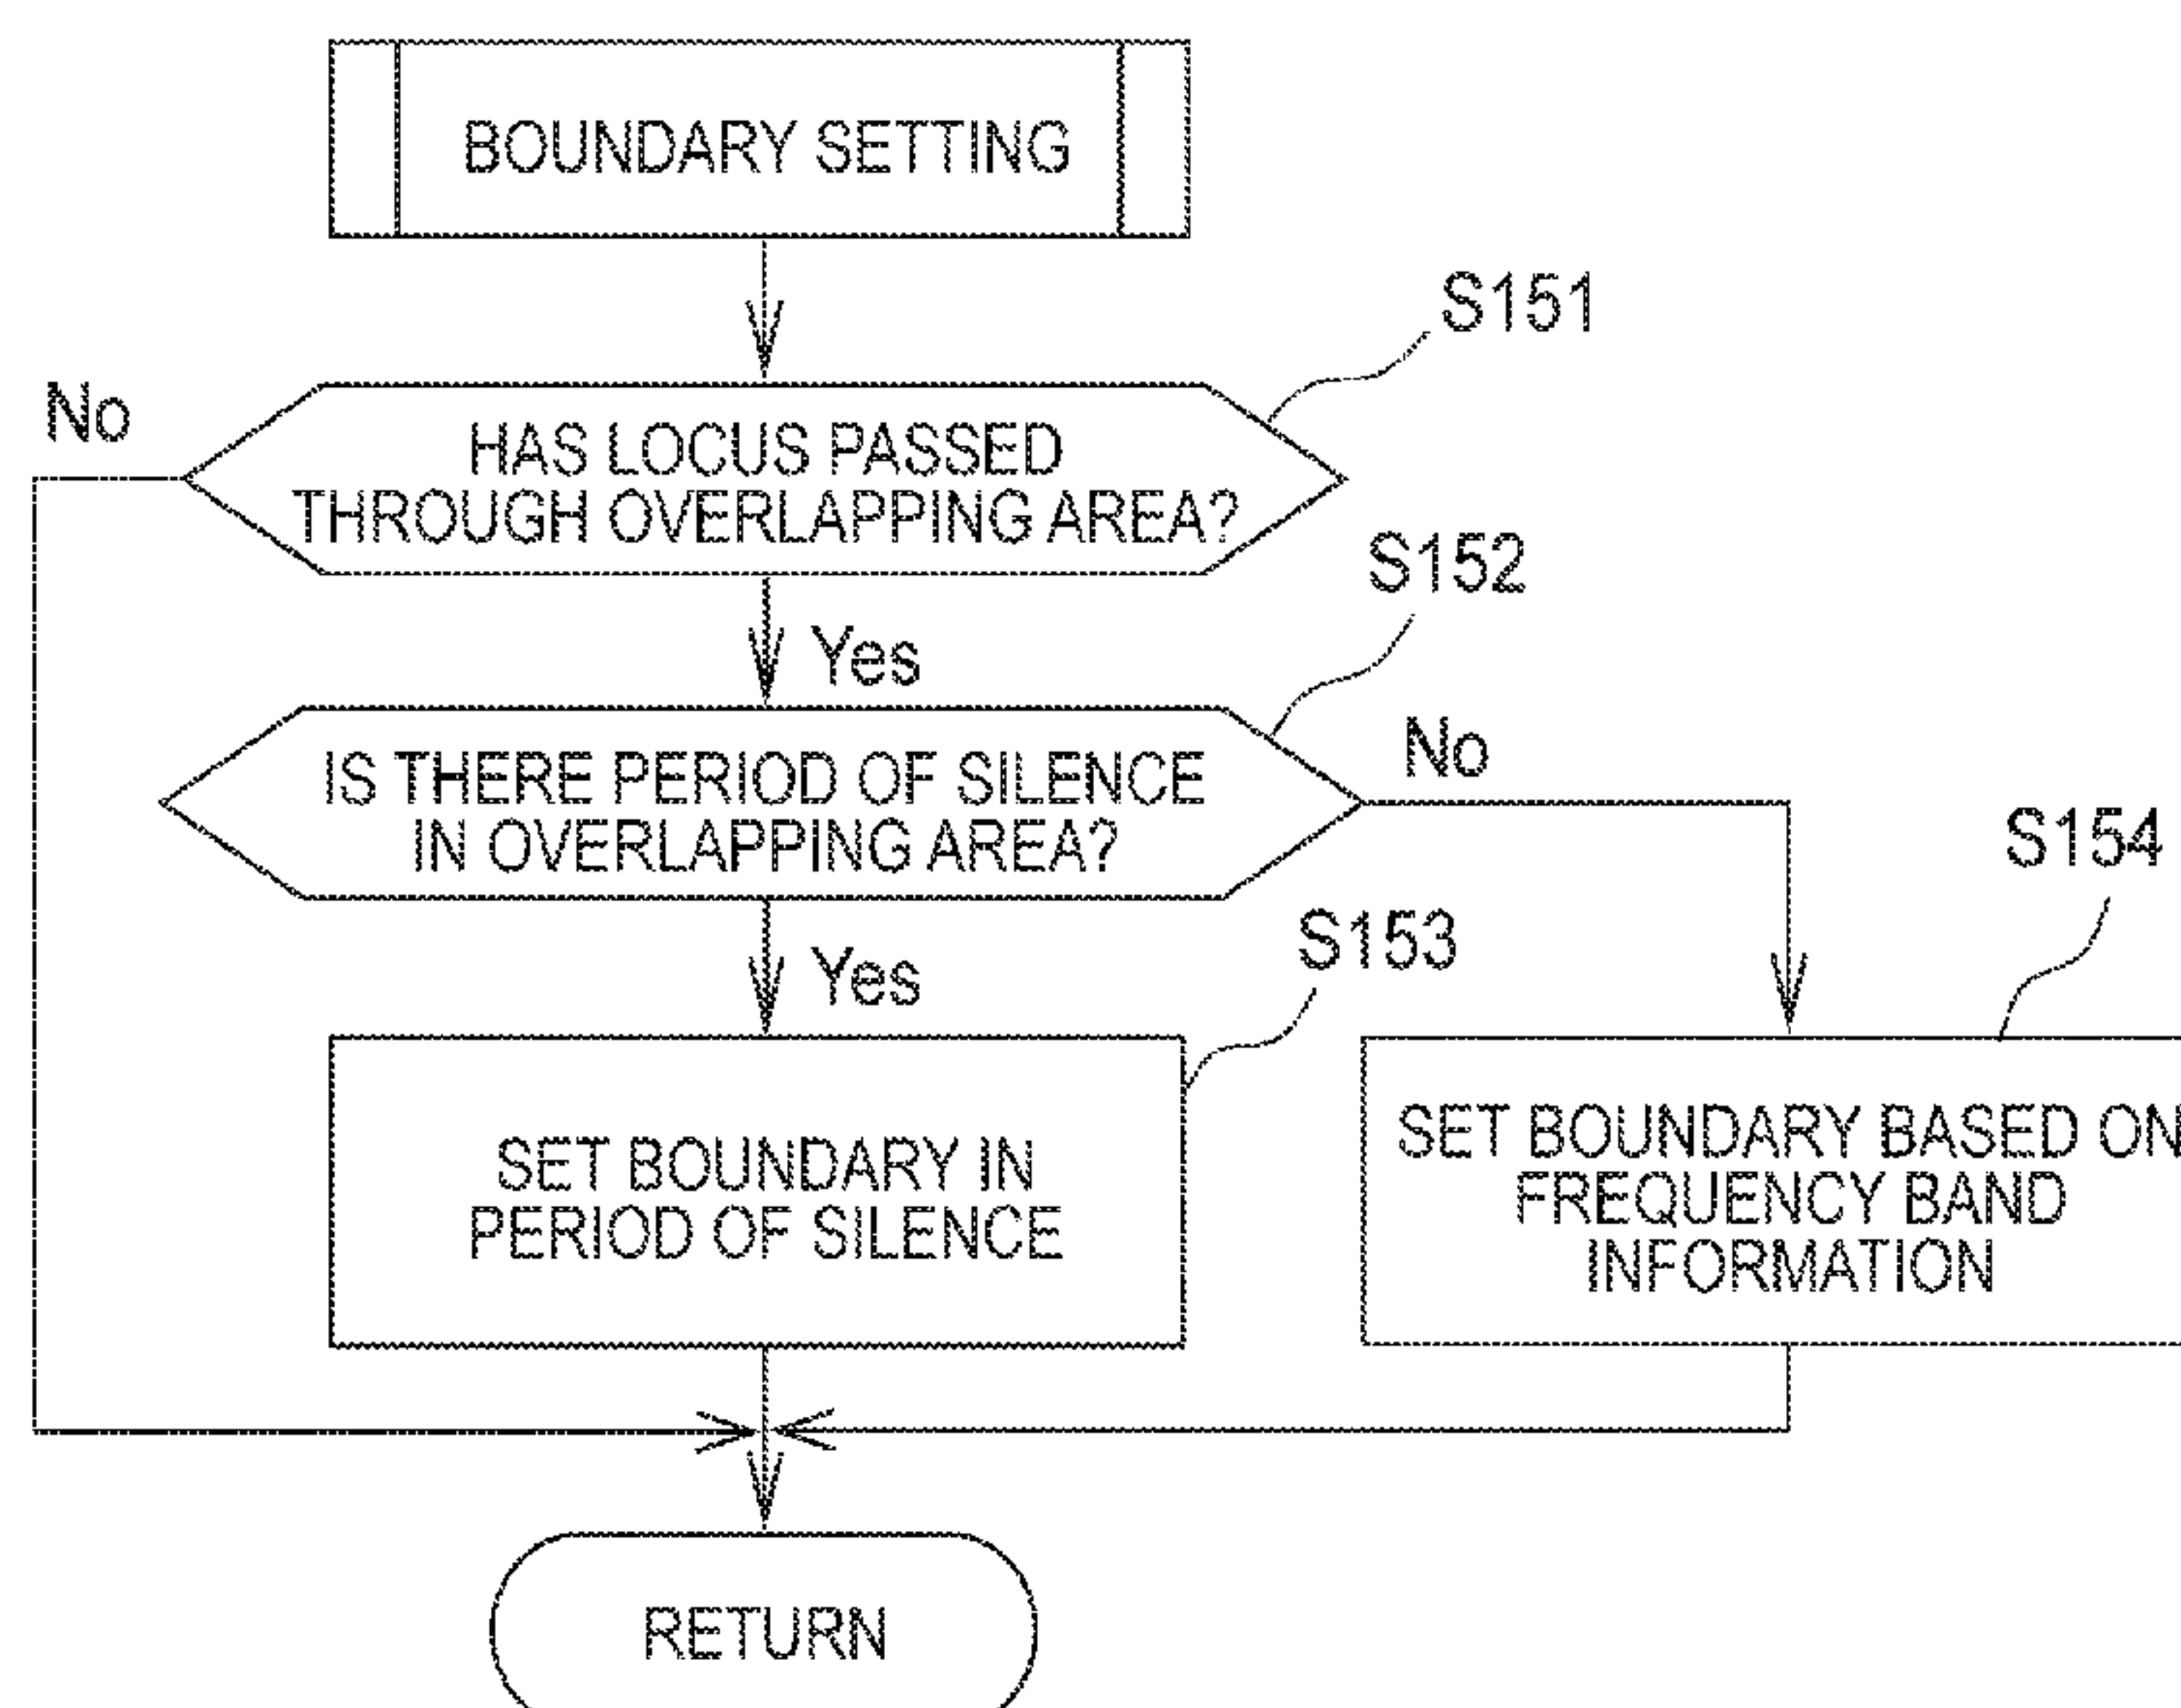 BOUNDARY SETTING
S151
No
HAS LOCUS PASSED
THROUGH OVERLAPPING AREA?
S152
Yes
IS THERE PERIOD OF SILENCE
IN OVERLAPPING AREA?
No
S154
Yes
S153
SET BOUNDARY IN
PERIOD OF SILENCE
SET BOUNDARY BASED ON
FREQUENCY BAND
INFORMATION
RETURN